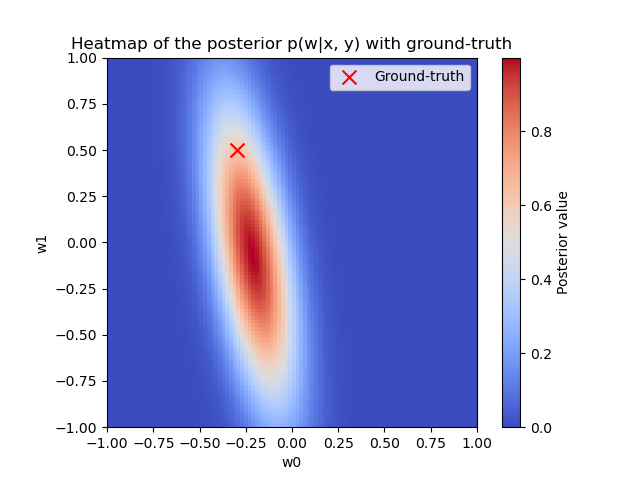 Heatmap of the posterior p(w|x, y) with ground-truth
Ground-truth
1.00
0.75
0.50
0.25
0.00
−0.25
−0.50
−0.75
−1.00
w1
−1.00 −0.75 −0.50 −0.25 0.00 0.25 0.50 0.75 1.00
w0
0.8
0.6
0.4
0.2
0.0
Posterior value